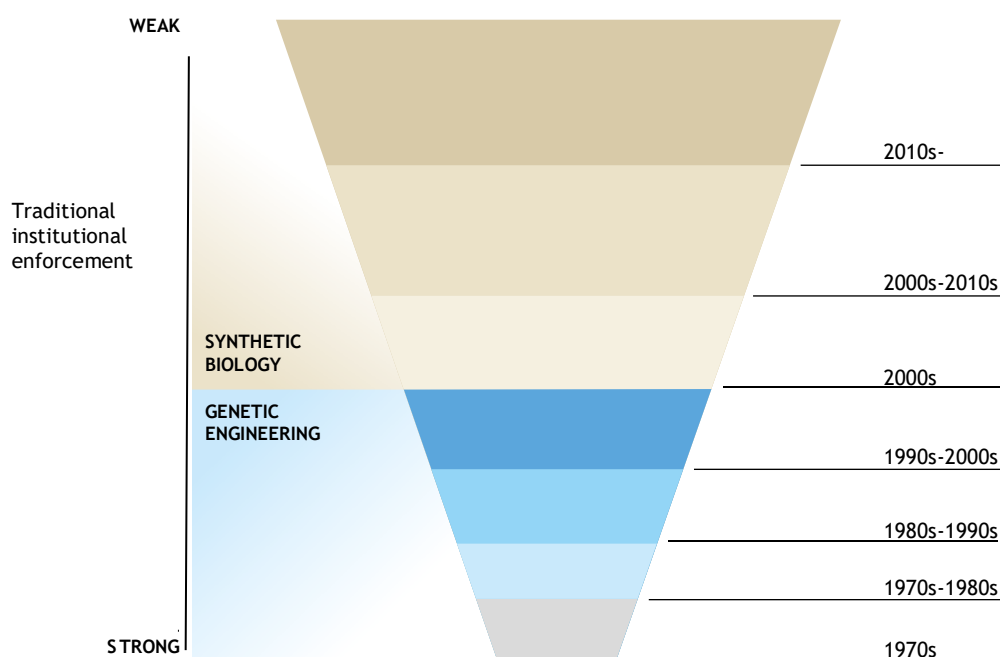 WEAK
2010s-
Traditional
institutional
enforcement
2000s-2010s
SYNTHETIC
BIOLOGY
2000s
GENETIC
ENGINEERING
1990s-2000s
1980s-1990s
1970s-1980s
STRONG
1970s